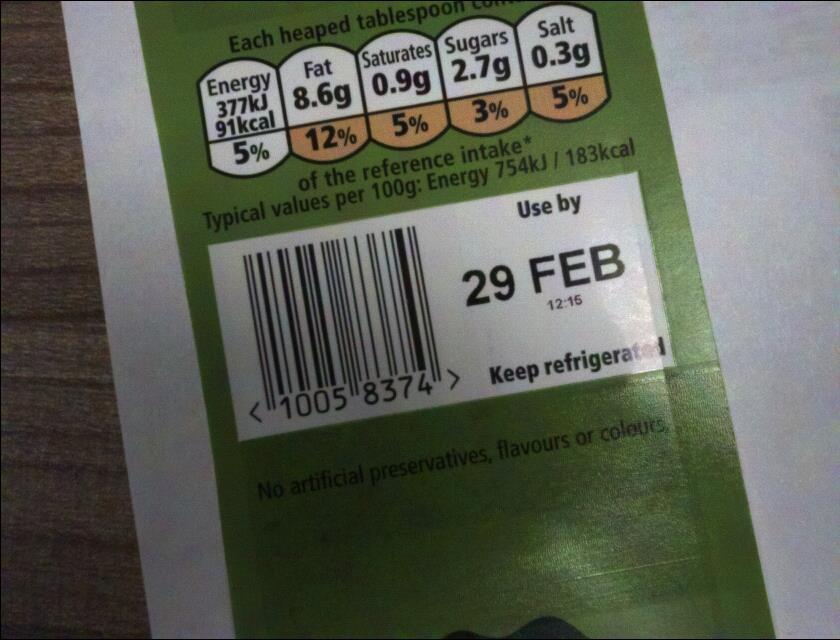 Each heaped tablespoon
Energy 377kJ 91kcal 5%
Fat 8.6g 12%
Saturates 0.9g 5%
Sugars 2.7g 3%
Salt 0.3g 5%
of the reference intake*
Typical values per 100g: Energy 754kJ / 183kcal
Use by
29 FEB
12:15
Keep refrigerated
< 1005 8374 >
No artificial preservatives, flavours or colours.